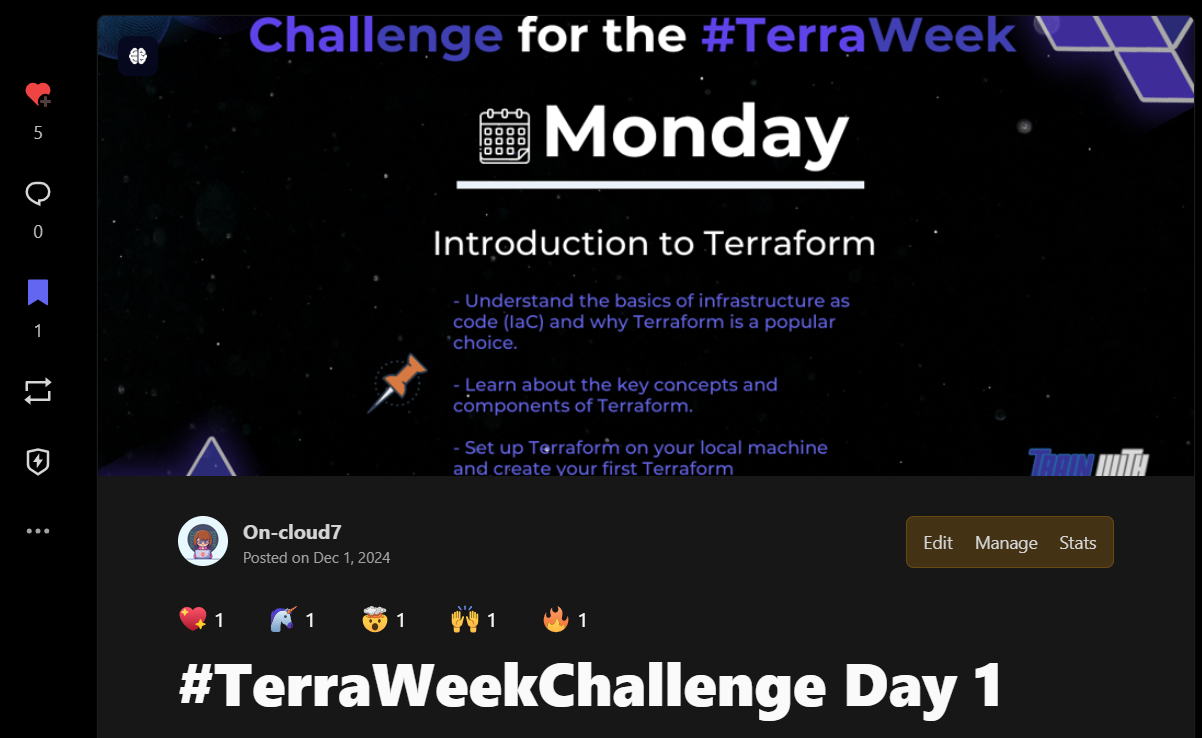 Challenge for the #TerraWeek
Monday
Introduction to Terraform
- Understand the basics of infrastructure as
code (IaC) and why Terraform is a popular
choice.
- Learn about the key concepts and
components of Terraform.
- Set up Terraform on your local machine
and create your first Terraform
TRAIN WITH
5
0
1
On-cloud7
Posted on Dec 1, 2024
Edit Manage Stats
1 1 1 1 1
#TerraWeekChallenge Day 1